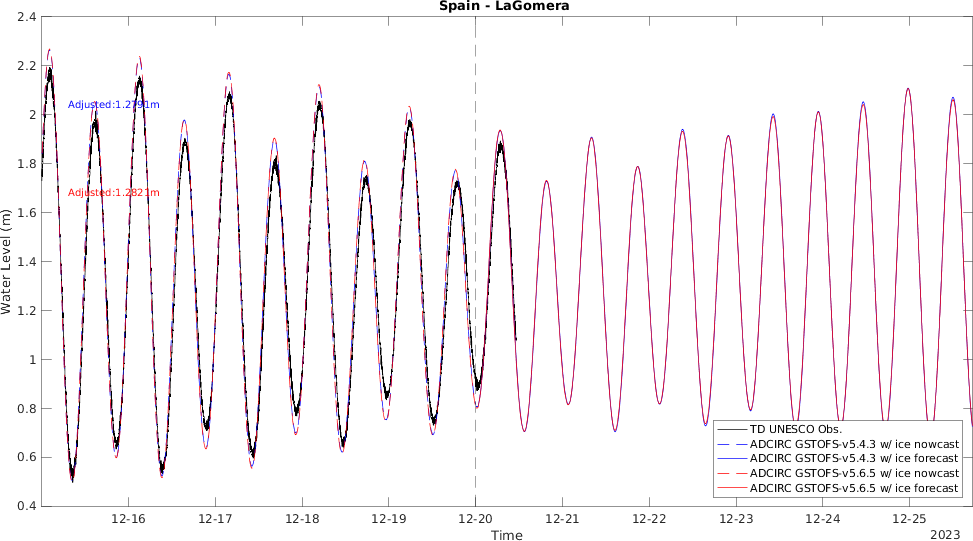 Spain - LaGomera
2.4
2.2
2
1.8
1.6
1.4
1.2
1
0.8
0.6
0.4
Water Level (m)
Adjusted:1.2791m
Adjusted:1.2821m
TD UNESCO Obs.
ADCIRC GSTOFS-v5.4.3 w/ ice nowcast
ADCIRC GSTOFS-v5.4.3 w/ ice forecast
ADCIRC GSTOFS-v5.6.5 w/ ice nowcast
ADCIRC GSTOFS-v5.6.5 w/ ice forecast
12-16 12-17 12-18 12-19 12-20 12-21 12-22 12-23 12-24 12-25
Time
2023